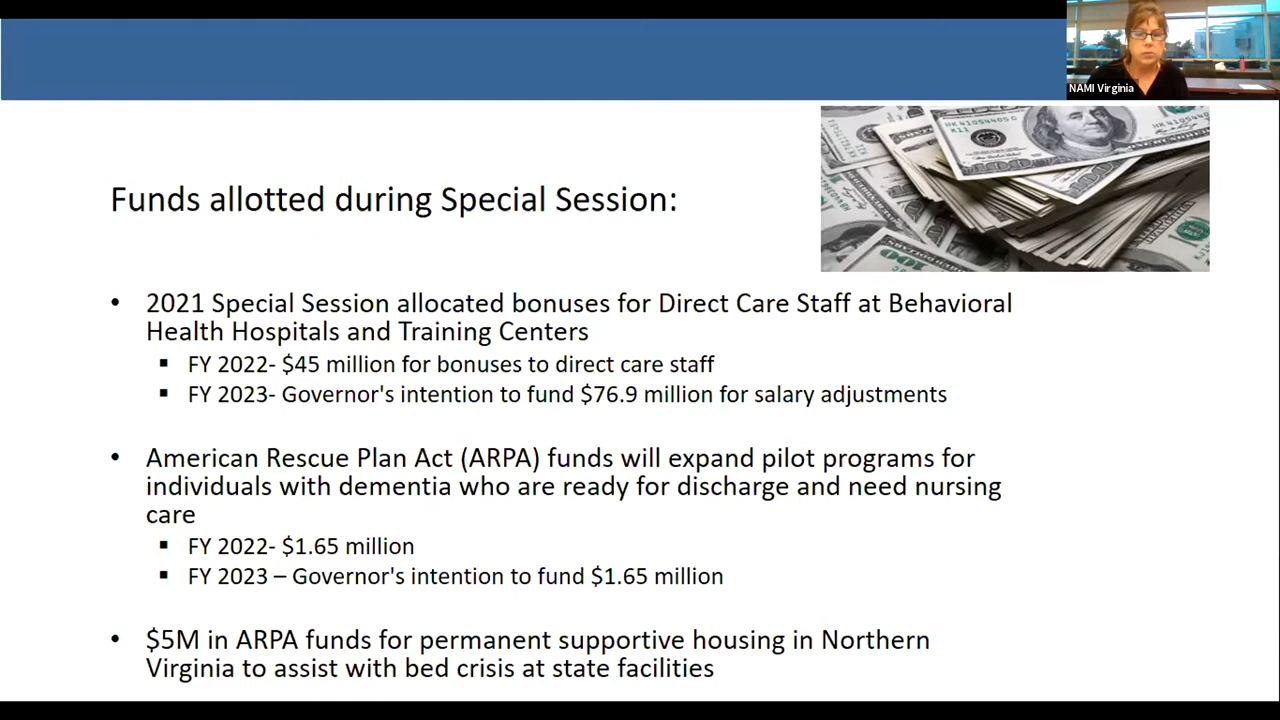 NAMI Virginia
HK41054405C
K11
100
Funds allotted during Special Session:
• 2021 Special Session allocated bonuses for Direct Care Staff at Behavioral
Health Hospitals and Training Centers
▪ FY 2022- $45 million for bonuses to direct care staff
▪ FY 2023- Governor's intention to fund $76.9 million for salary adjustments
• American Rescue Plan Act (ARPA) funds will expand pilot programs for
individuals with dementia who are ready for discharge and need nursing
care
▪ FY 2022- $1.65 million
▪ FY 2023 – Governor's intention to fund $1.65 million
• $5M in ARPA funds for permanent supportive housing in Northern
Virginia to assist with bed crisis at state facilities